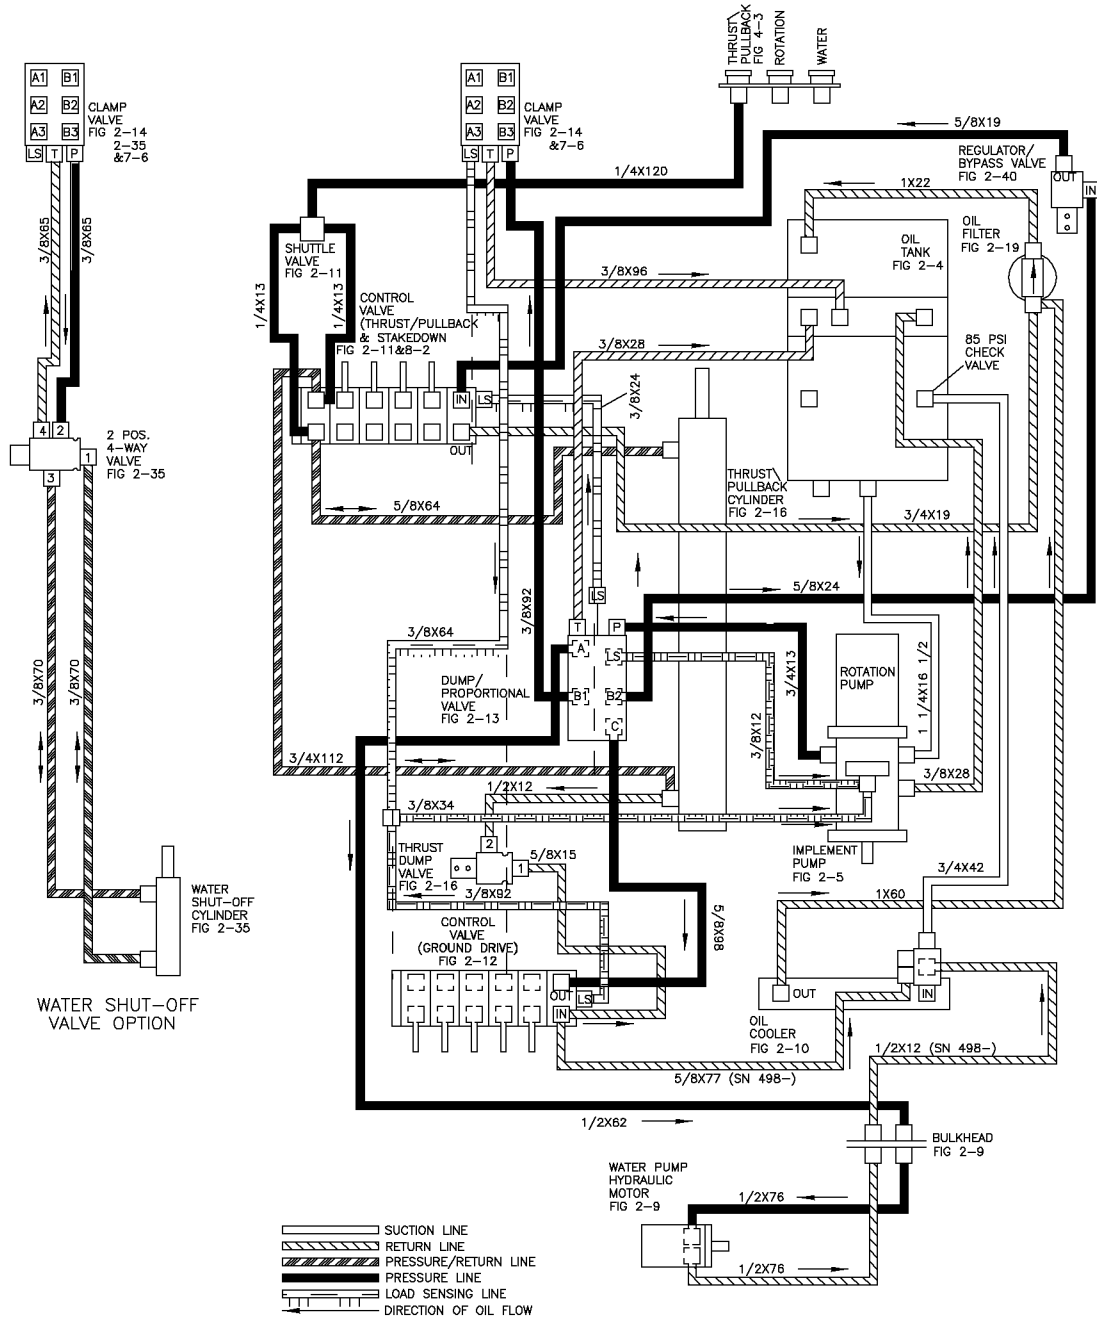 THRUST\
PULLBACK
FIG 4-3
ROTATION
WATER
A1 B1
A2 B2
A3 B3
LS T P
CLAMP
VALVE
FIG 2-14
2-35
&7-6
A1 B1
A2 B2
A3 B3
LS T P
CLAMP
VALVE
FIG 2-14
&7-6
5/8X19
REGULATOR/
BYPASS VALVE
FIG 2-40
OUT
IN
1/4X120
1X22
3/8X65
3/8X65
SHUTTLE
VALVE
FIG 2-11
OIL
TANK
FIG 2-4
OIL
FILTER
FIG 2-19
3/8X96
1/4X13
1/4X13
CONTROL
VALVE
(THRUST/PULLBACK
& STAKEDOWN
FIG 2-11&8-2
3/8X28
85 PSI
CHECK
VALVE
3/8X24
IN
LS
OUT
4 2
1
3
2 POS.
4-WAY
VALVE
FIG 2-35
THRUST\
PULLBACK
CYLINDER
FIG 2-16
5/8X64
3/4X19
5/8X24
3/8X92
LS
T P
A
LS
B1 B2
C
3/8X64
DUMP/
PROPORTIONAL
VALVE
FIG 2-13
3/4X13
ROTATION
PUMP
1 1/4X16 1/2
3/8X70
3/8X70
3/8X12
3/4X112
3/8X28
1/2X12
3/8X34
2
1
THRUST
DUMP
VALVE
FIG 2-16
5/8X15
3/8X92
IMPLEMENT
PUMP
FIG 2-5
3/4X42
1X60
WATER
SHUT-OFF
CYLINDER
FIG 2-35
CONTROL
VALVE
(GROUND DRIVE)
FIG 2-12
5/8X98
OUT
LS
IN
OUT
IN
WATER SHUT-OFF
VALVE OPTION
OIL
COOLER
FIG 2-10
1/2X12 (SN 498-)
5/8X77 (SN 498-)
1/2X62
BULKHEAD
FIG 2-9
WATER PUMP
HYDRAULIC
MOTOR
FIG 2-9
1/2X76
1/2X76
SUCTION LINE
RETURN LINE
PRESSURE/RETURN LINE
PRESSURE LINE
LOAD SENSING LINE
DIRECTION OF OIL FLOW